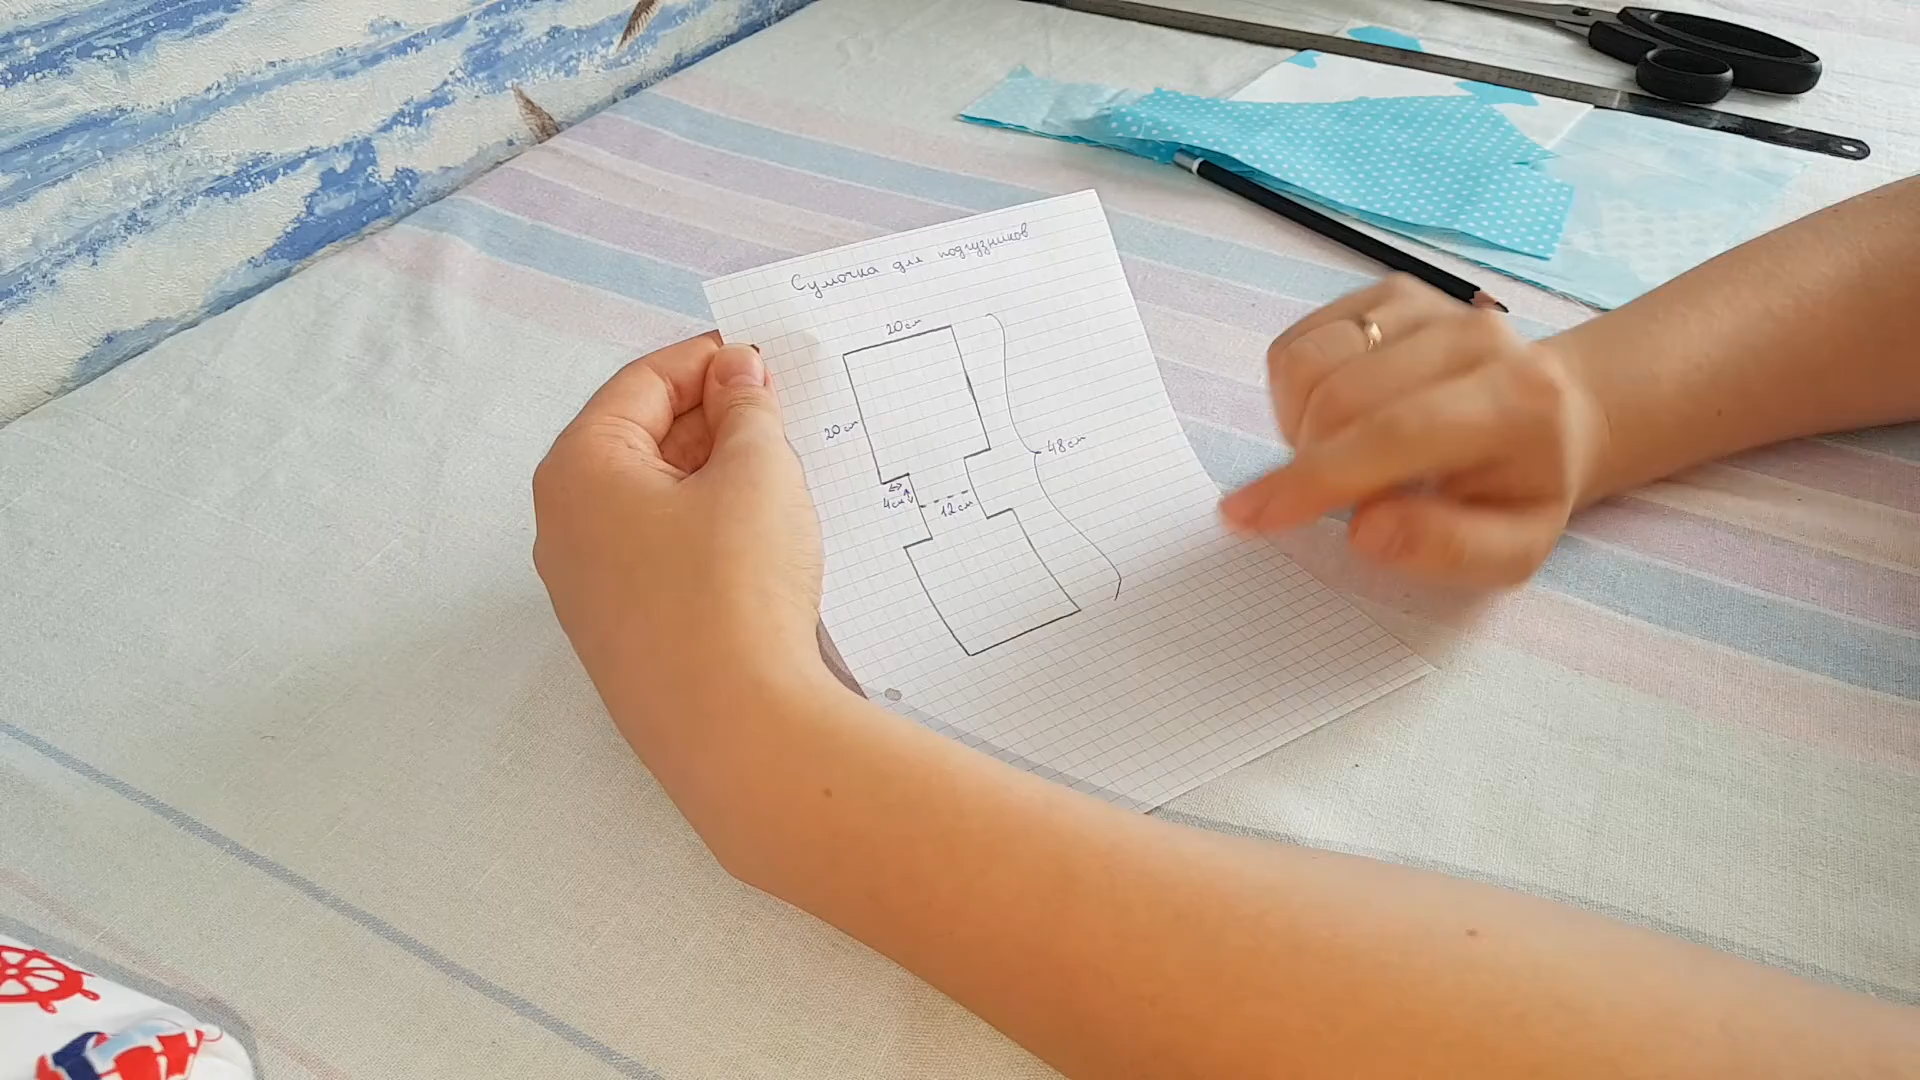 Сумочка для подгузников
20 см
20 см
48 см
4 см
12 см